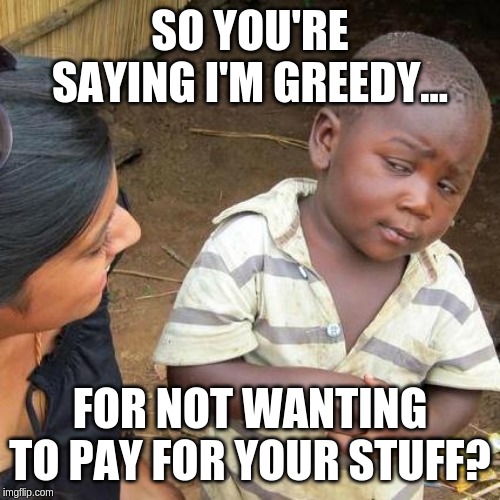 SO YOU'RE
SAYING I'M GREEDY...
FOR NOT WANTING
TO PAY FOR YOUR STUFF?
imgflip.com